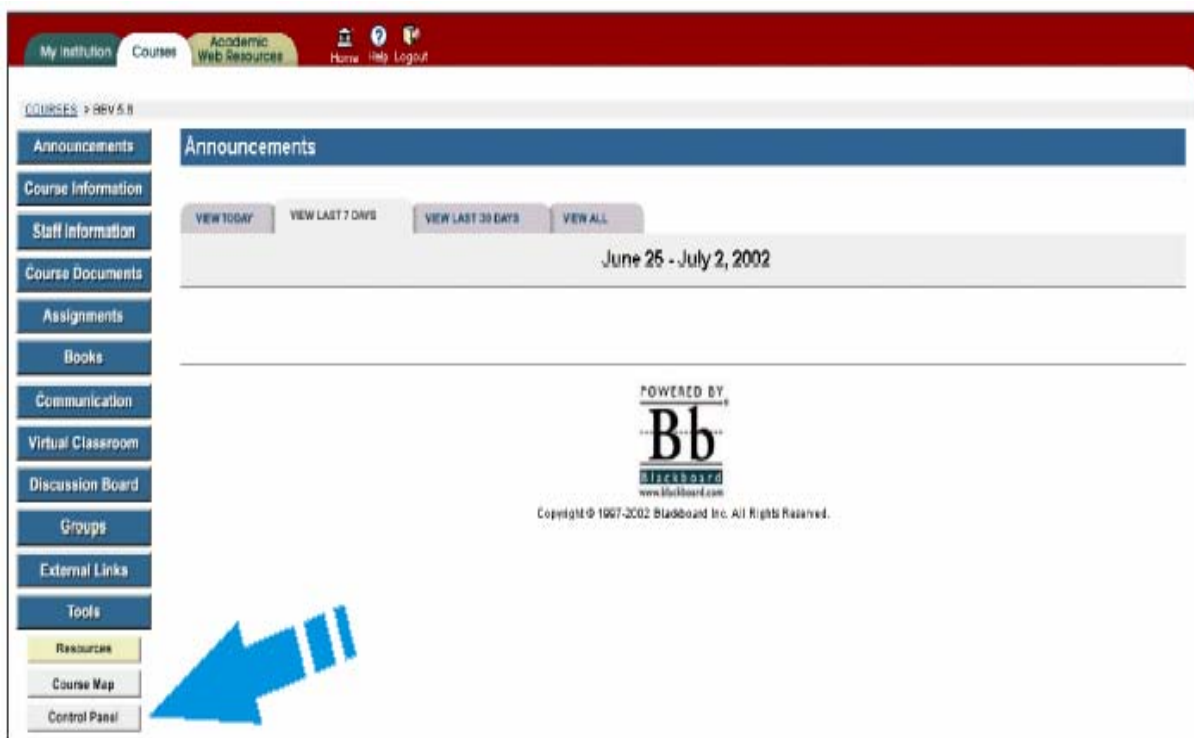 My Institution Courses Academic Web Resources Home Help Logout
COURSES > BBV 5.5
Announcements
Announcements
Course Information
Staff Information
Course Documents
Assignments
Books
Communication
Virtual Classroom
Discussion Board
Groups
External Links
Tools
Resources
Course Map
Control Panel
VIEW TODAY VIEW LAST 7 DAYS VIEW LAST 30 DAYS VIEW ALL
June 25 - July 2, 2002
POWERED BY
Bb
Blackboard
www.blackboard.com
Copyright © 1997-2002 Blackboard Inc. All Rights Reserved.